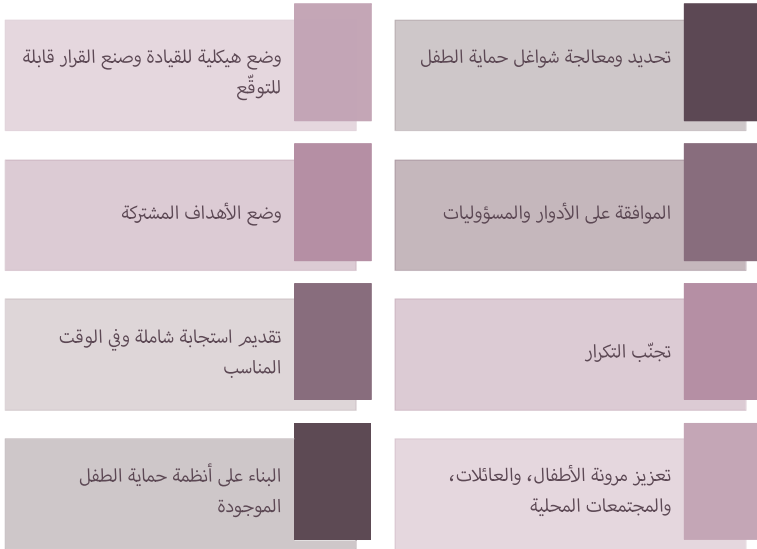 تحديد ومعالجة شواغل حماية الطفل
وضع هيكلية للقيادة وصنع القرار قابلة
للتوقّع
الموافقة على الأدوار والمسؤوليات
وضع الأهداف المشتركة
تجنّب التكرار
تقديم استجابة شاملة وفي الوقت
المناسب
تعزيز مرونة الأطفال، والعائلات،
والمجتمعات المحلية
البناء على أنظمة حماية الطفل
الموجودة